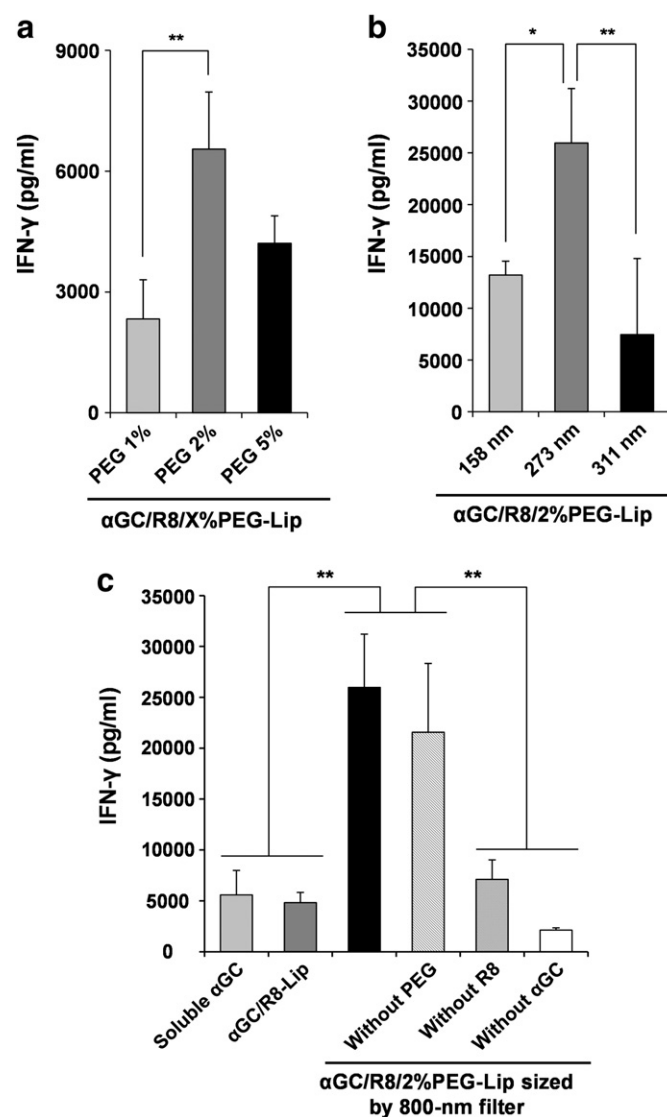 a
**
9000
6000
3000
0
IFN-γ (pg/ml)
PEG 1%
PEG 2%
PEG 5%
αGC/R8/X%PEG-Lip
b
*
**
35000
30000
25000
20000
15000
10000
5000
0
IFN-γ (pg/ml)
158 nm
273 nm
311 nm
αGC/R8/2%PEG-Lip
c
**
**
35000
30000
25000
20000
15000
10000
5000
0
IFN-γ (pg/ml)
Soluble αGC
αGC/R8-Lip
Without PEG
Without R8
Without αGC
αGC/R8/2%PEG-Lip sized
by 800-nm filter